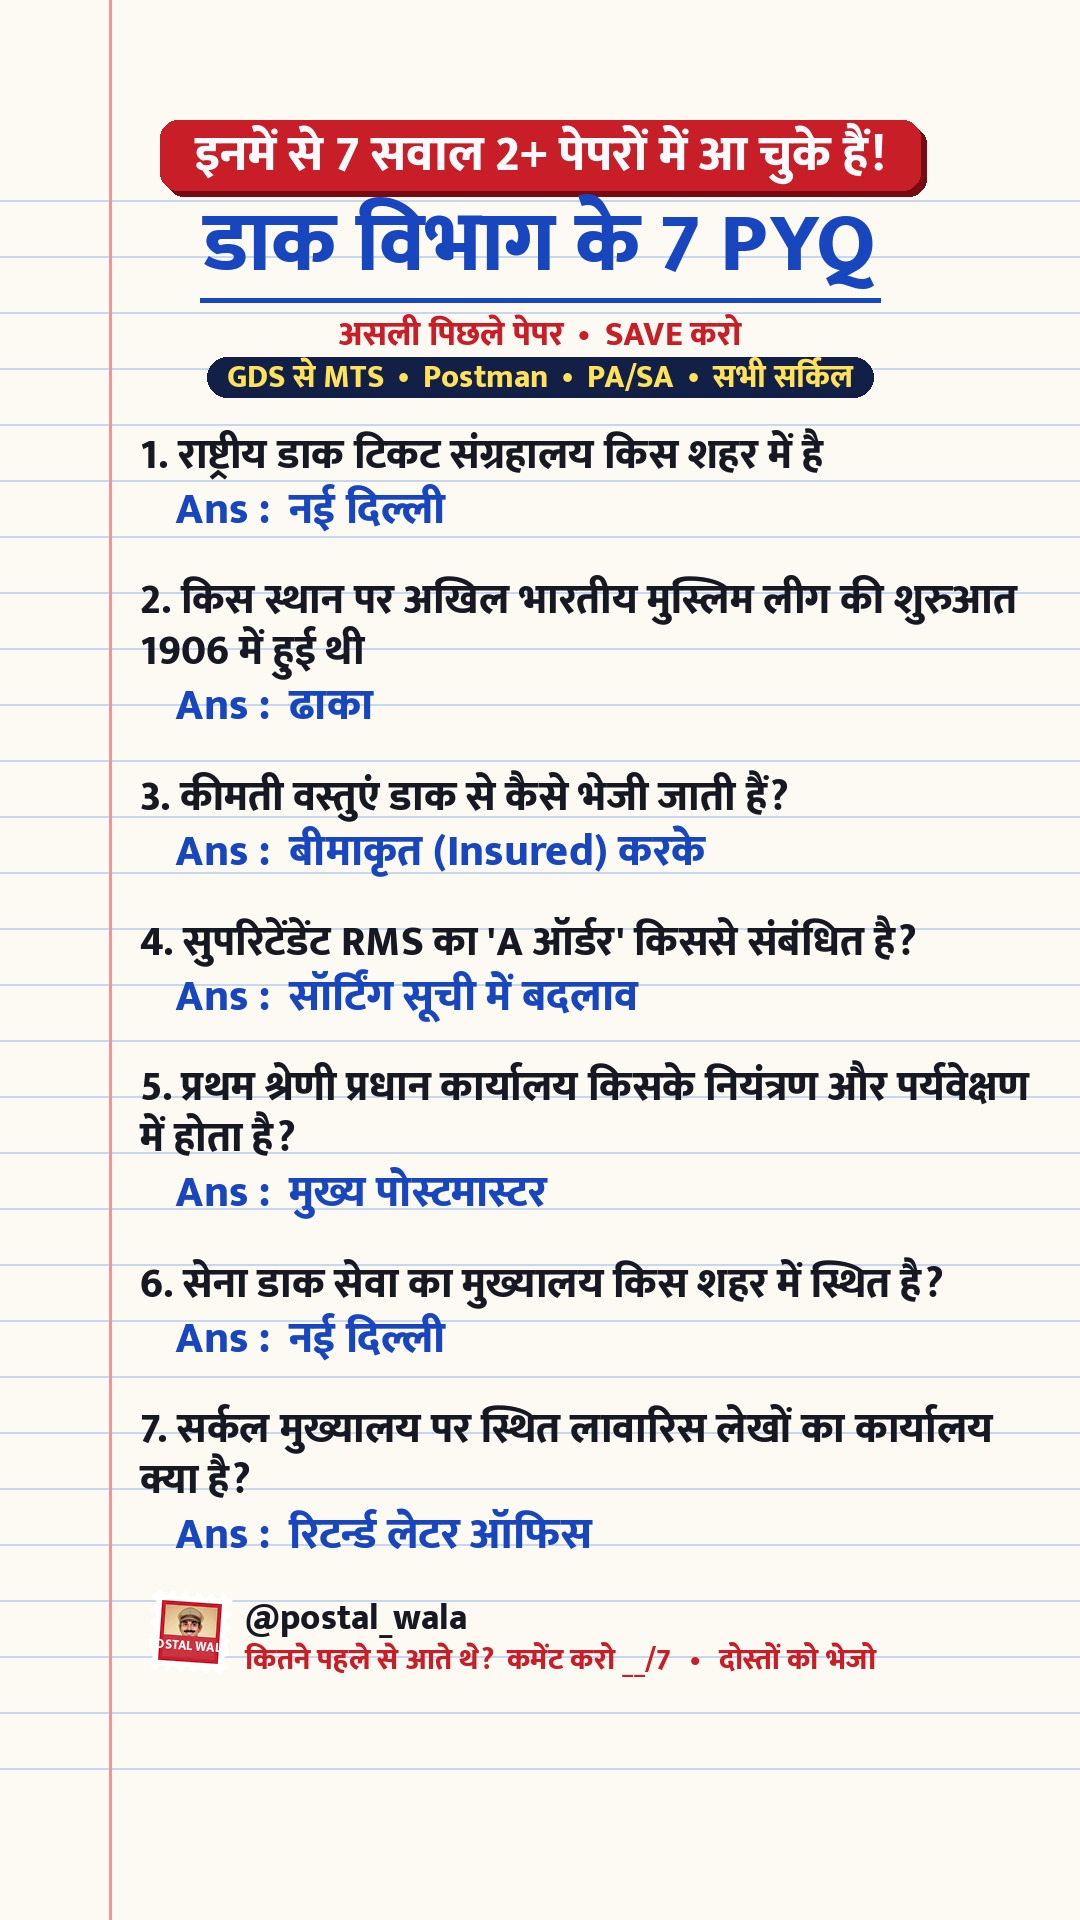 इनमें से 7 सवाल 2+ पेपरों में आ चुके हैं!
डाक विभाग के 7 PYQ
असली पिछले पेपर • SAVE करो
GDS से MTS • Postman • PA/SA • सभी सर्किल
1. राष्ट्रीय डाक टिकट संग्रहालय किस शहर में है
Ans : नई दिल्ली
2. किस स्थान पर अखिल भारतीय मुस्लिम लीग की शुरुआत
1906 में हुई थी
Ans : ढाका
3. कीमती वस्तुएं डाक से कैसे भेजी जाती हैं?
Ans : बीमाकृत (Insured) करके
4. सुपरिटेंडेंट RMS का 'A ऑर्डर' किससे संबंधित है?
Ans : सॉर्टिंग सूची में बदलाव
5. प्रथम श्रेणी प्रधान कार्यालय किसके नियंत्रण और पर्यवेक्षण
में होता है?
Ans : मुख्य पोस्टमास्टर
6. सेना डाक सेवा का मुख्यालय किस शहर में स्थित है?
Ans : नई दिल्ली
7. सर्कल मुख्यालय पर स्थित लावारिस लेखों का कार्यालय
क्या है?
Ans : रिटर्न्ड लेटर ऑफिस
@postal_wala
OSTAL WAL
कितने पहले से आते थे? कमेंट करो __/7 • दोस्तों को भेजो